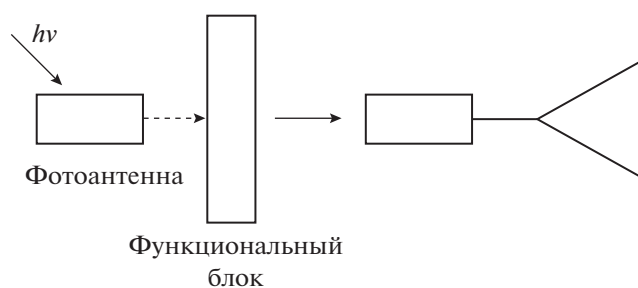 hν
Фотоантенна
Функциональный
блок